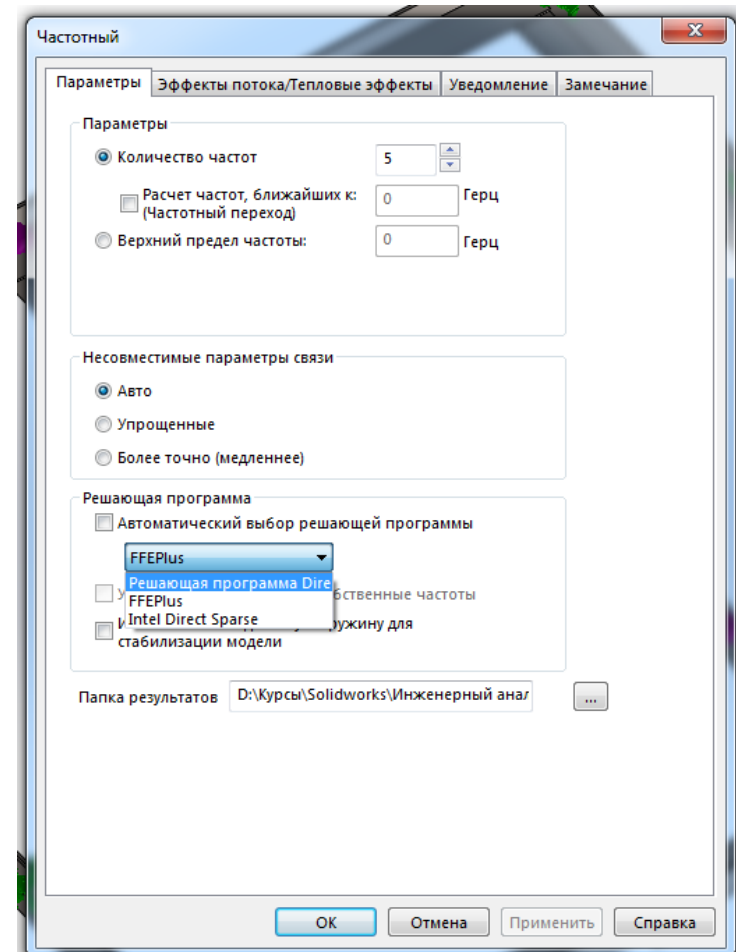 Частотный
Параметры Эффекты потока/Тепловые эффекты Уведомление Замечание
Параметры
Количество частот 5
Расчет частот, ближайших к: 0 Герц
(Частотный переход)
Верхний предел частоты: 0 Герц
Несовместимые параметры связи
Авто
Упрощенные
Более точно (медленнее)
Решающая программа
Автоматический выбор решающей программы
FFEPlus
Решающая программа Dire
FFEPlus
частоты
Intel Direct Sparse
для
стабилизации модели
Папка результатов D:\Курсы\Solidworks\Инженерный анал ...
ОК Отмена Применить Справка